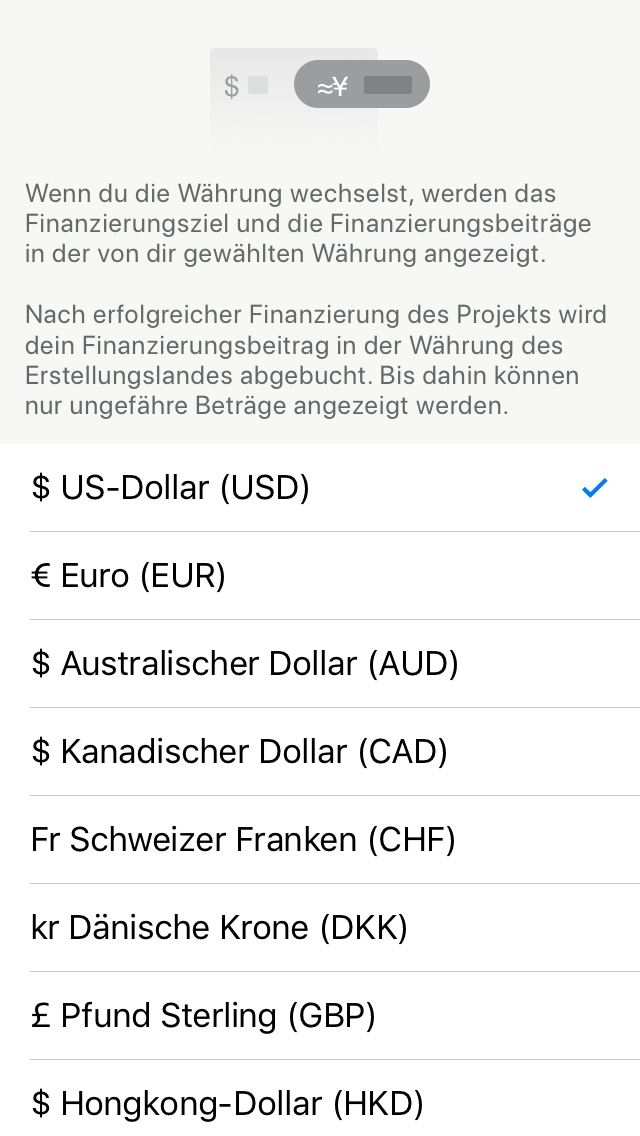 $ ≈¥
Wenn du die Währung wechselst, werden das
Finanzierungsziel und die Finanzierungsbeiträge
in der von dir gewählten Währung angezeigt.
Nach erfolgreicher Finanzierung des Projekts wird
dein Finanzierungsbeitrag in der Währung des
Erstellungslandes abgebucht. Bis dahin können
nur ungefähre Beträge angezeigt werden.
$ US-Dollar (USD)
€ Euro (EUR)
$ Australischer Dollar (AUD)
$ Kanadischer Dollar (CAD)
Fr Schweizer Franken (CHF)
kr Dänische Krone (DKK)
£ Pfund Sterling (GBP)
$ Hongkong-Dollar (HKD)